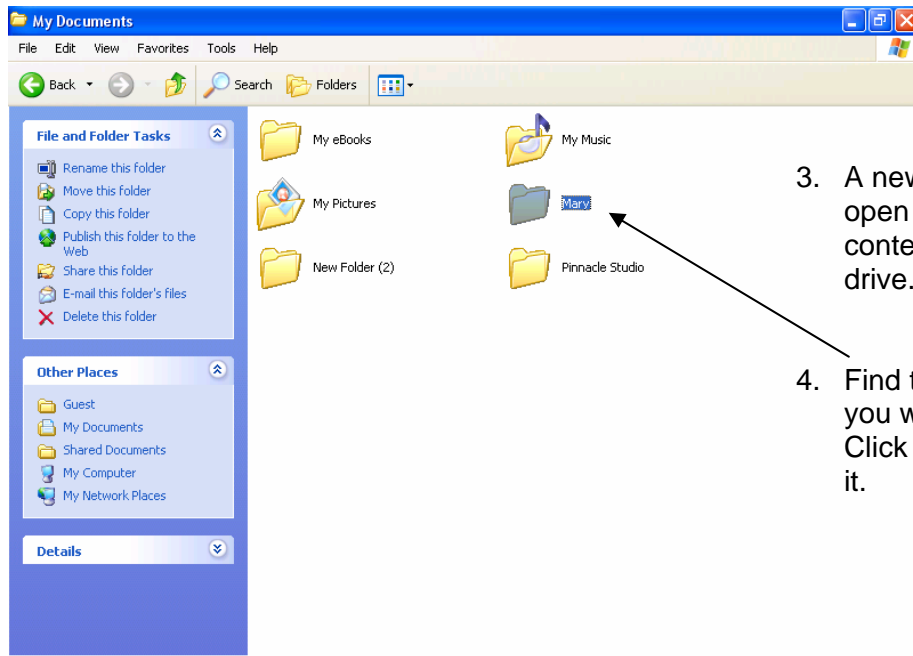 My Documents
File Edit View Favorites Tools Help
Back Search Folders
File and Folder Tasks
Rename this folder
Move this folder
Copy this folder
Publish this folder to the
Web
Share this folder
E-mail this folder's files
Delete this folder
Other Places
Guest
My Documents
Shared Documents
My Computer
My Network Places
Details
My eBooks My Music
My Pictures Mary
New Folder (2) Pinnacle Studio
3. A new
open
conte
drive.
4. Find t
you w
Click
it.